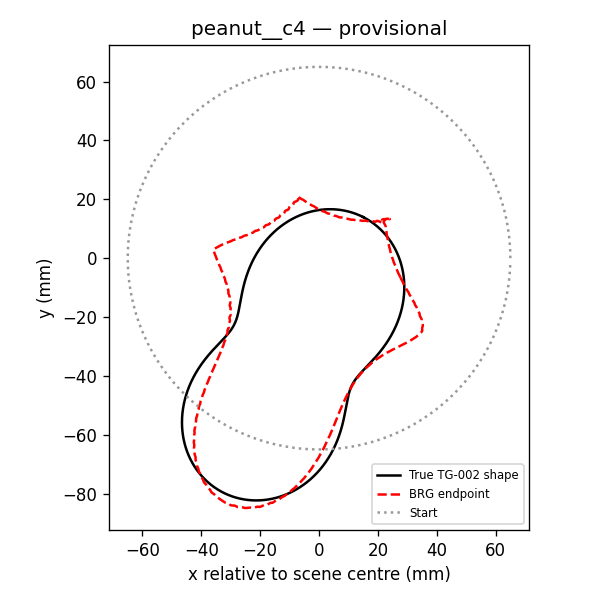 peanut__c4 — provisional
60
40
20
0
−20
−40
−60
−80
y (mm)
−60
−40
−20
0
20
40
60
x relative to scene centre (mm)
True TG-002 shape
BRG endpoint
Start